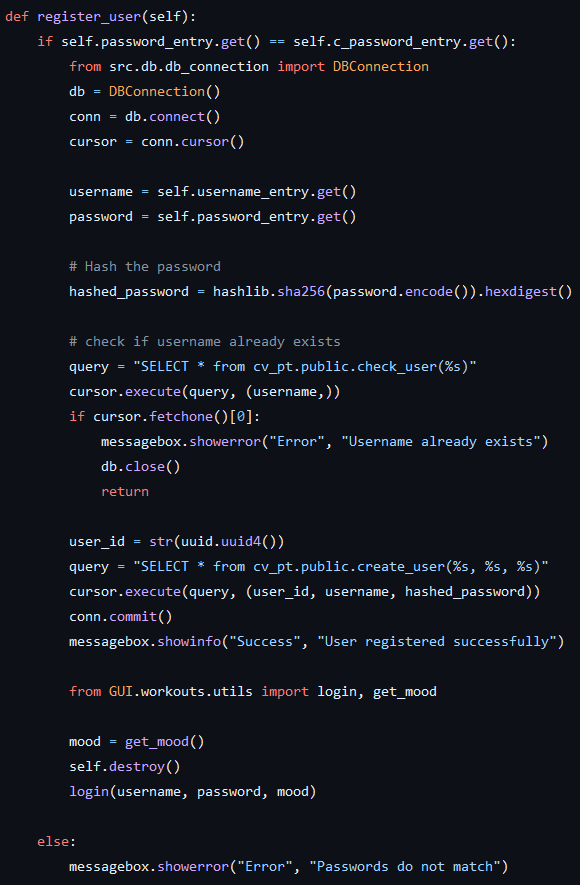 def register_user(self):
    if self.password_entry.get() == self.c_password_entry.get():
        from src.db.db_connection import DBConnection
        db = DBConnection()
        conn = db.connect()
        cursor = conn.cursor()

        username = self.username_entry.get()
        password = self.password_entry.get()

        # Hash the password
        hashed_password = hashlib.sha256(password.encode()).hexdigest()

        # check if username already exists
        query = "SELECT * from cv_pt.public.check_user(%s)"
        cursor.execute(query, (username,))
        if cursor.fetchone()[0]:
            messagebox.showerror("Error", "Username already exists")
            db.close()
            return

        user_id = str(uuid.uuid4())
        query = "SELECT * from cv_pt.public.create_user(%s, %s, %s)"
        cursor.execute(query, (user_id, username, hashed_password))
        conn.commit()
        messagebox.showinfo("Success", "User registered successfully")

        from GUI.workouts.utils import login, get_mood

        mood = get_mood()
        self.destroy()
        login(username, password, mood)

    else:
        messagebox.showerror("Error", "Passwords do not match")